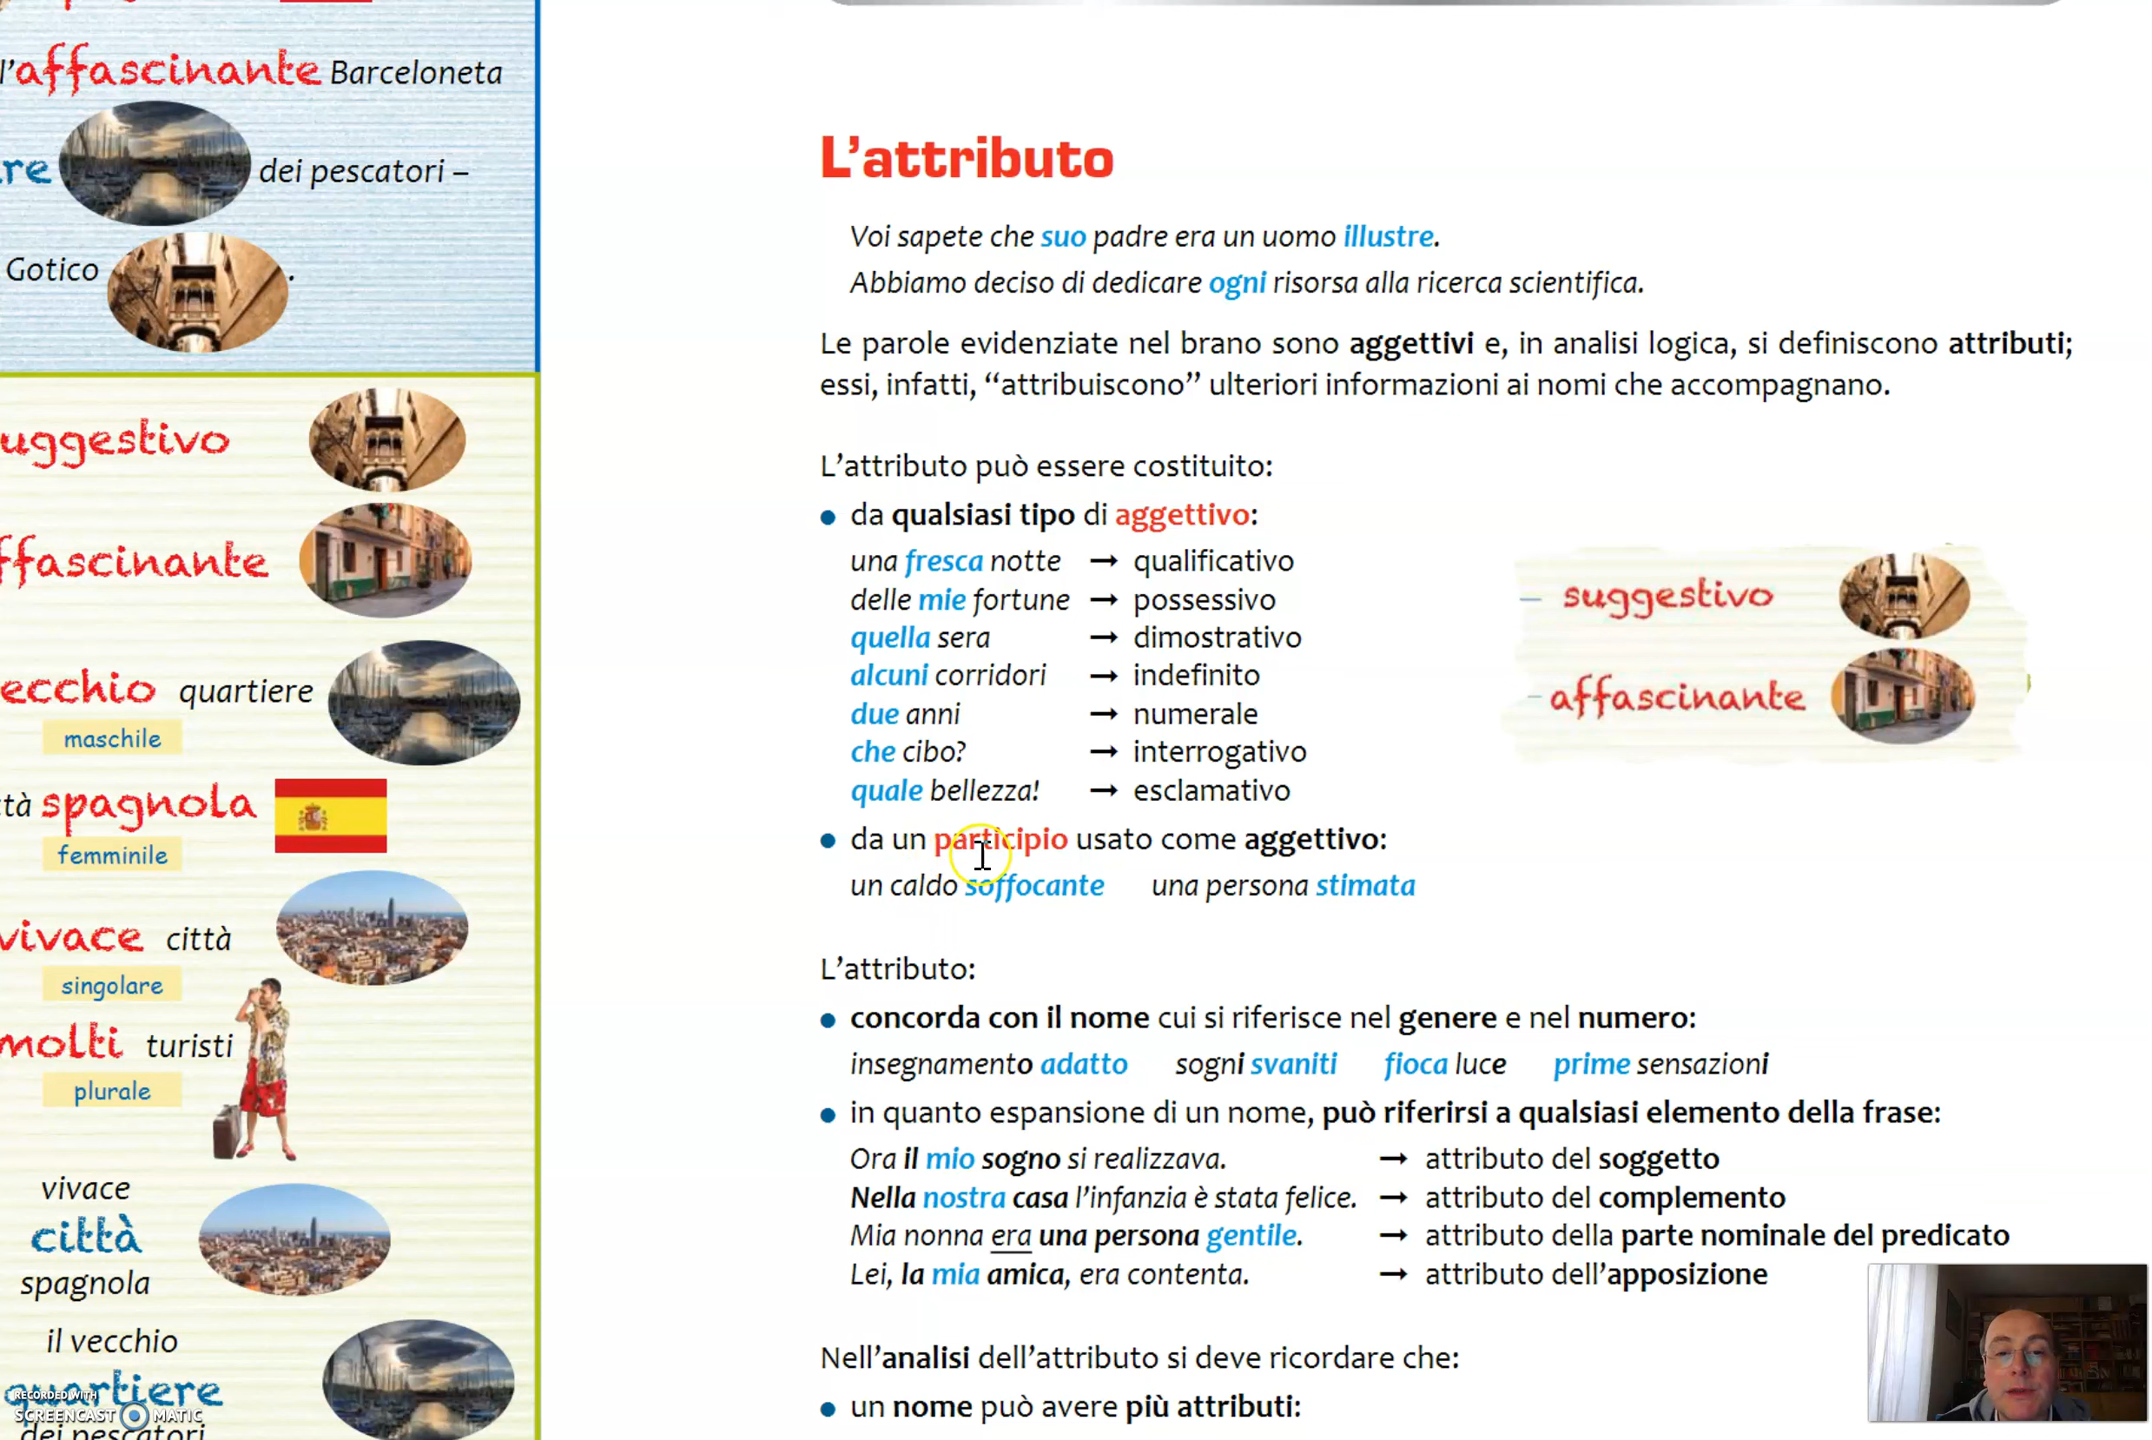 l'affascinante Barceloneta
dei pescatori –
Gotico .
uggestivo
ffascinante
ecchio quartiere
maschile
spagnola
femminile
vivace città
singolare
molti turisti
plurale
vivace
città
spagnola
il vecchio
quartiere
dei pescatori
RECORDED WITH
SCREENCAST MATIC
L'attributo
Voi sapete che suo padre era un uomo illustre.
Abbiamo deciso di dedicare ogni risorsa alla ricerca scientifica.
Le parole evidenziate nel brano sono aggettivi e, in analisi logica, si definiscono attributi;
essi, infatti, “attribuiscono” ulteriori informazioni ai nomi che accompagnano.
L'attributo può essere costituito:
• da qualsiasi tipo di aggettivo:
una fresca notte → qualificativo
delle mie fortune → possessivo
quella sera → dimostrativo
alcuni corridori → indefinito
due anni → numerale
che cibo? → interrogativo
quale bellezza! → esclamativo
– suggestivo
– affascinante
• da un participio usato come aggettivo:
un caldo soffocante una persona stimata
L'attributo:
• concorda con il nome cui si riferisce nel genere e nel numero:
insegnamento adatto sogni svaniti fioca luce prime sensazioni
• in quanto espansione di un nome, può riferirsi a qualsiasi elemento della frase:
Ora il mio sogno si realizzava. → attributo del soggetto
Nella nostra casa l'infanzia è stata felice. → attributo del complemento
Mia nonna era una persona gentile. → attributo della parte nominale del predicato
Lei, la mia amica, era contenta. → attributo dell'apposizione
Nell'analisi dell'attributo si deve ricordare che:
• un nome può avere più attributi: